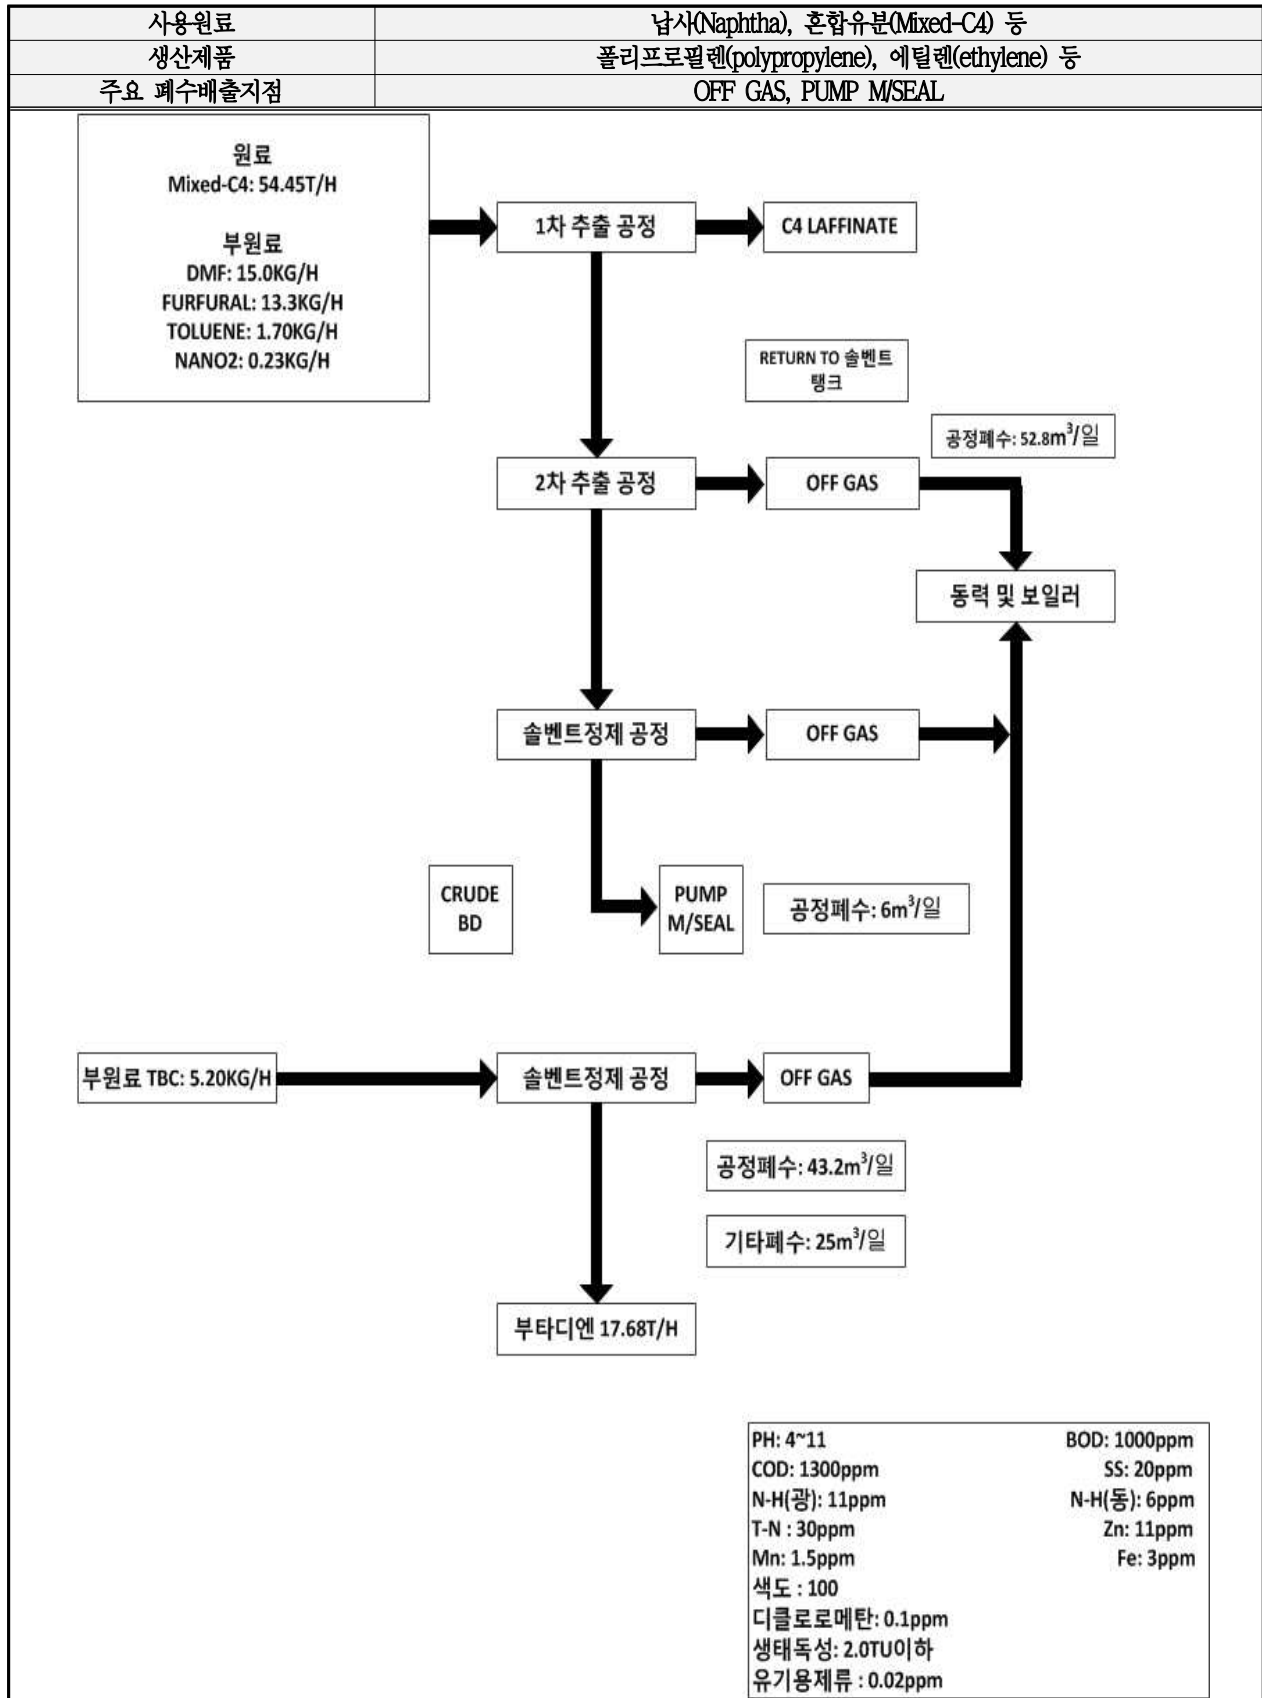 사용원료 납사(Naphtha), 혼합유분(Mixed-C4) 등
생산제품 폴리프로필렌(polypropylene), 에틸렌(ethylene) 등
주요 폐수배출지점 OFF GAS, PUMP M/SEAL
원료
Mixed-C4: 54.45T/H
부원료
DMF: 15.0KG/H
FURFURAL: 13.3KG/H
TOLUENE: 1.70KG/H
NANO2: 0.23KG/H
1차 추출 공정
C4 LAFFINATE
RETURN TO 솔벤트
탱크
공정폐수: 52.8m³/일
2차 추출 공정
OFF GAS
동력 및 보일러
솔벤트정제 공정
OFF GAS
CRUDE
BD
PUMP
M/SEAL
공정폐수: 6m³/일
부원료 TBC: 5.20KG/H
솔벤트정제 공정
OFF GAS
공정폐수: 43.2m³/일
기타폐수: 25m³/일
부타디엔 17.68T/H
PH: 4~11 BOD: 1000ppm
COD: 1300ppm SS: 20ppm
N-H(광): 11ppm N-H(동): 6ppm
T-N : 30ppm Zn: 11ppm
Mn: 1.5ppm Fe: 3ppm
색도 : 100
디클로로메탄: 0.1ppm
생태독성: 2.0TU이하
유기용제류 : 0.02ppm